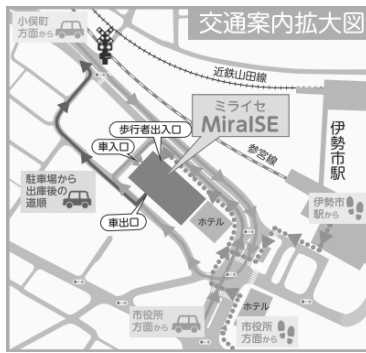 交通案内拡大図
小俣町
方面から
近鉄山田線
ミライセ
MiraISE
歩行者出入口
車入口
参宮線
伊勢市駅
駐車場から
出庫後の
道順
車出口
ホテル
伊勢市
駅から
ホテル
市役所
方面から
市役所
方面から